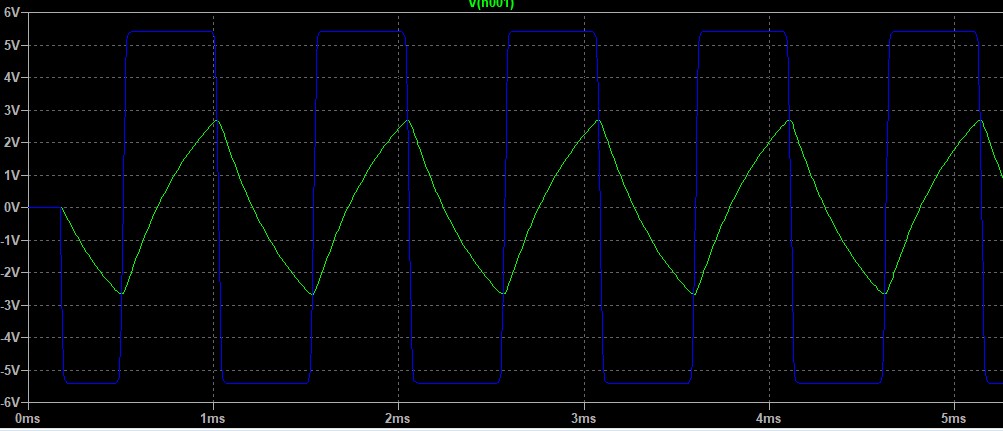 V(n001)
6V
5V
4V
3V
2V
1V
0V
-1V
-2V
-3V
-4V
-5V
-6V
0ms 1ms 2ms 3ms 4ms 5ms